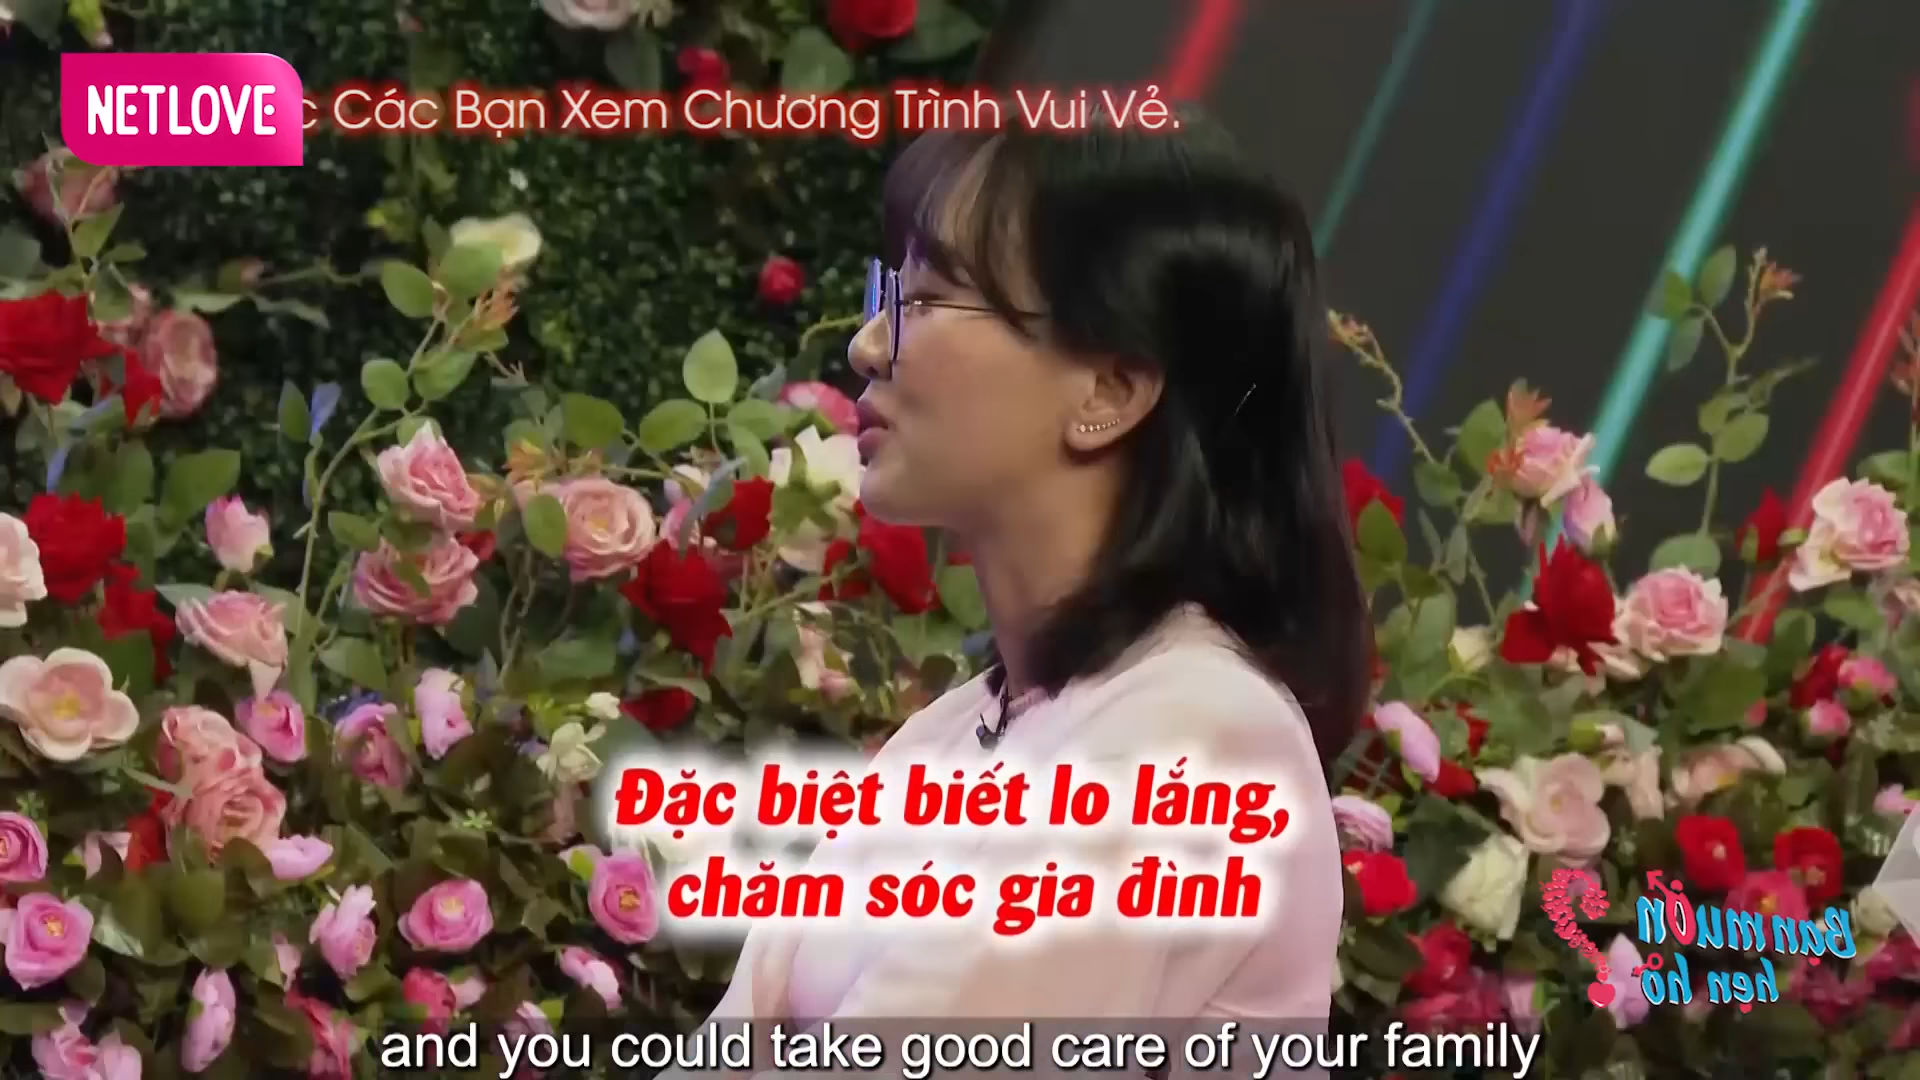 NETLOVE
c Các Bạn Xem Chương Trình Vui Vẻ.
Đặc biệt biết lo lắng,
chăm sóc gia đình
Bạn muốn
hẹn hò
and you could take good care of your family